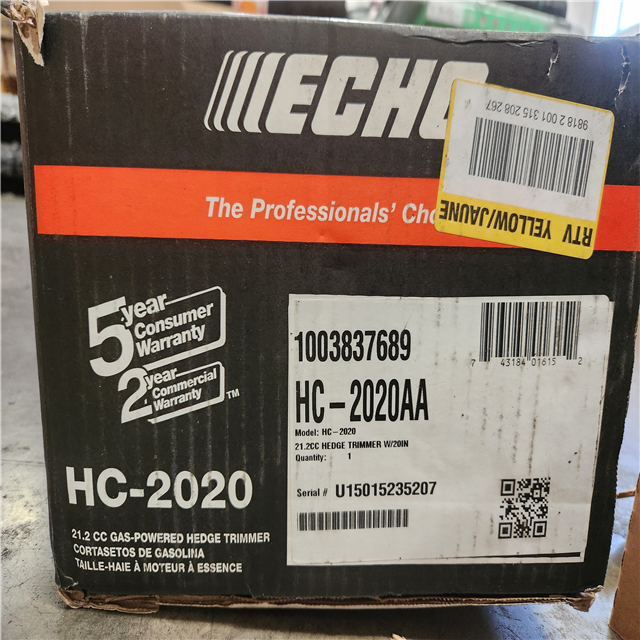 ECHO
9818 2 001 315 208 267
RTV YELLOW/JAUNE
The Professionals'
5 year
Consumer
Warranty
2 year
Commercial
Warranty TM
1003837689
7 43184 01615 2
HC-2020AA
Model: HC-2020
21.2CC HEDGE TRIMMER W/20IN
Quantity: 1
Serial # U15015235207
HC-2020
21.2 CC GAS-POWERED HEDGE TRIMMER
CORTASETOS DE GASOLINA
TAILLE-HAIE À MOTEUR À ESSENCE